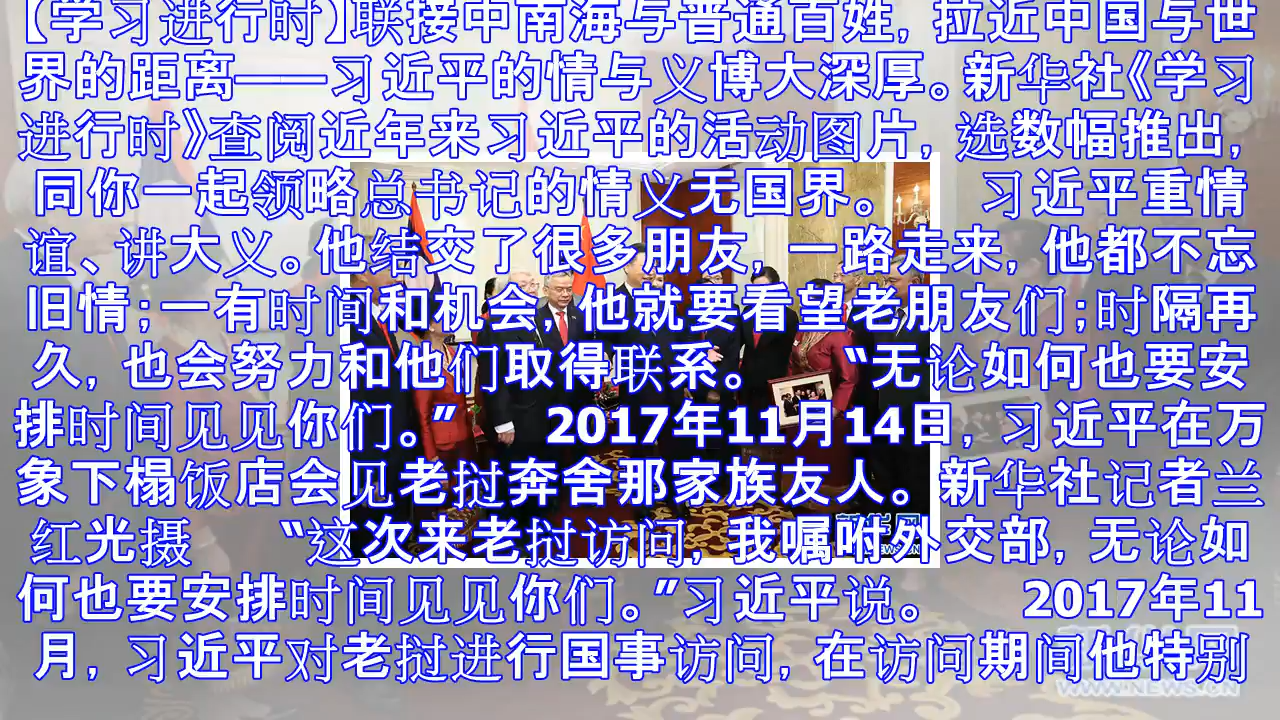 【学习进行时】联接中南海与普通百姓, 拉近中国与世
界的距离——习近平的情与义博大深厚。新华社《学习
进行时》查阅近年来习近平的活动图片, 选数幅推出,
同你一起领略总书记的情义无国界。 习近平重情
谊、讲大义。他结交了很多朋友, 一路走来, 他都不忘
旧情; 一有时间和机会, 他就要看望老朋友们; 时隔再
久, 也会努力和他们取得联系。 “无论如何也要安
排时间见见你们。” 2017年11月14日, 习近平在万
象下榻饭店会见老挝奔舍那家族友人。新华社记者兰
红光摄 “这次来老挝访问, 我嘱咐外交部, 无论如
何也要安排时间见见你们。”习近平说。 2017年11
月, 习近平对老挝进行国事访问, 在访问期间他特别
新华网
WWW.NEWS.CN